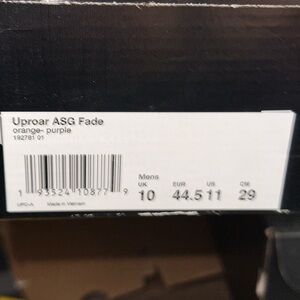 Uproar ASG Fade
orange- purple
192781 01
Mens
UK EUR US CM
10 44.5 11 29
1 93524 10877 9
UPC-A Made in Vietnam